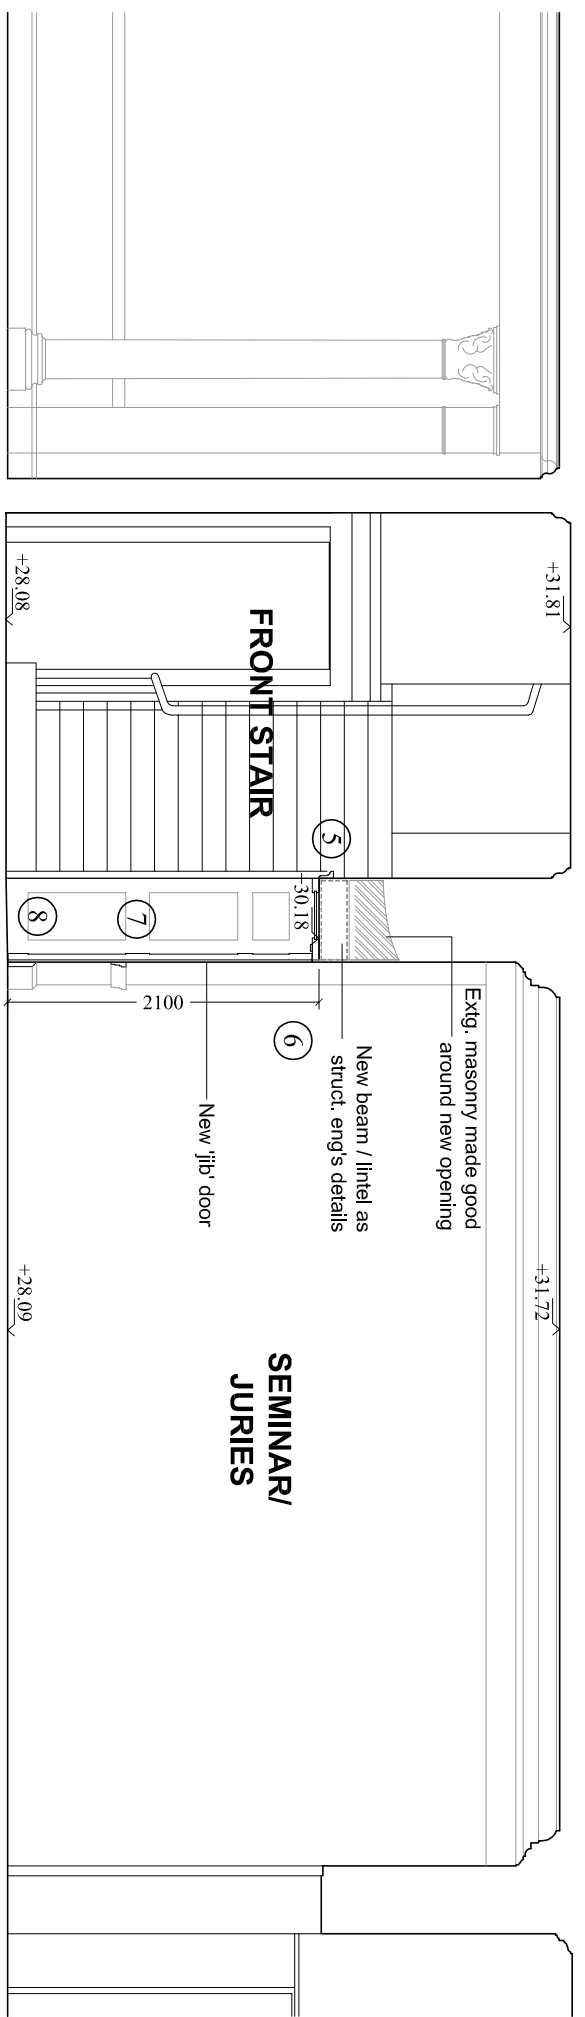 +31.81
+28.08
FRONT STAIR
5
30.18
7
8
2100
6
Extg. masonry made good
around new opening
New beam / lintel as
struct. eng's details
New 'jib' door
+31.72
+28.09
SEMINAR/
JURIES